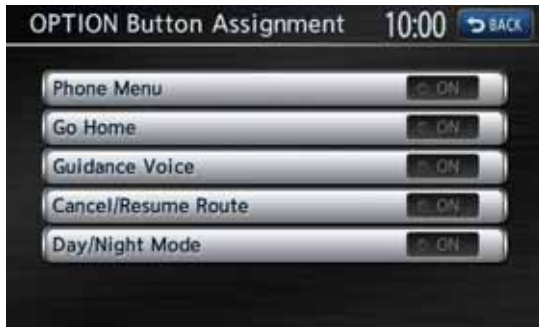 OPTION Button Assignment 10:00 BACK
Phone Menu ON
Go Home ON
Guidance Voice ON
Cancel/Resume Route ON
Day/Night Mode ON